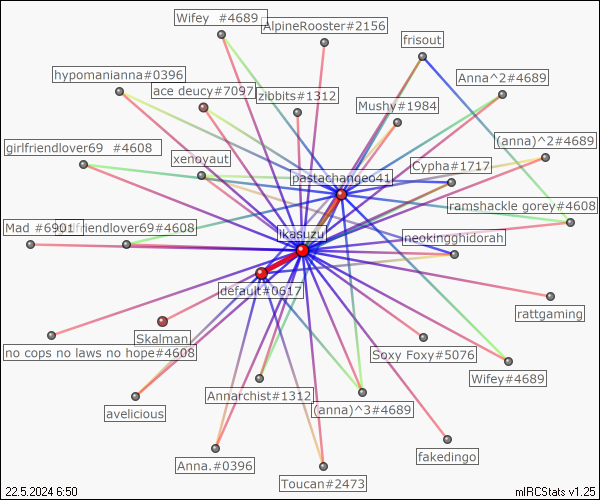 Wifey #4689
AlpineRooster#2156
frisout
hypomanianna#0396
ace deucy#7097
zibbits#1312
Anna^2#4689
Mushy#1984
girlfriendlover69 #4608
xenoyaut
(anna)^2#4689
pastachangeo41
Cypha#1717
ramshackle gorey#4608
Mad #6901
friendlover69#4608
ikasuzu
neokingghidorah
default#0617
rattgaming
Skalman
no cops no laws no hope#4608
Soxy Foxy#5076
Wifey#4689
Annarchist#1312
(anna)^3#4689
avelicious
fakedingo
Anna.#0396
Toucan#2473
22.5.2024 6:50
mIRCStats v1.25